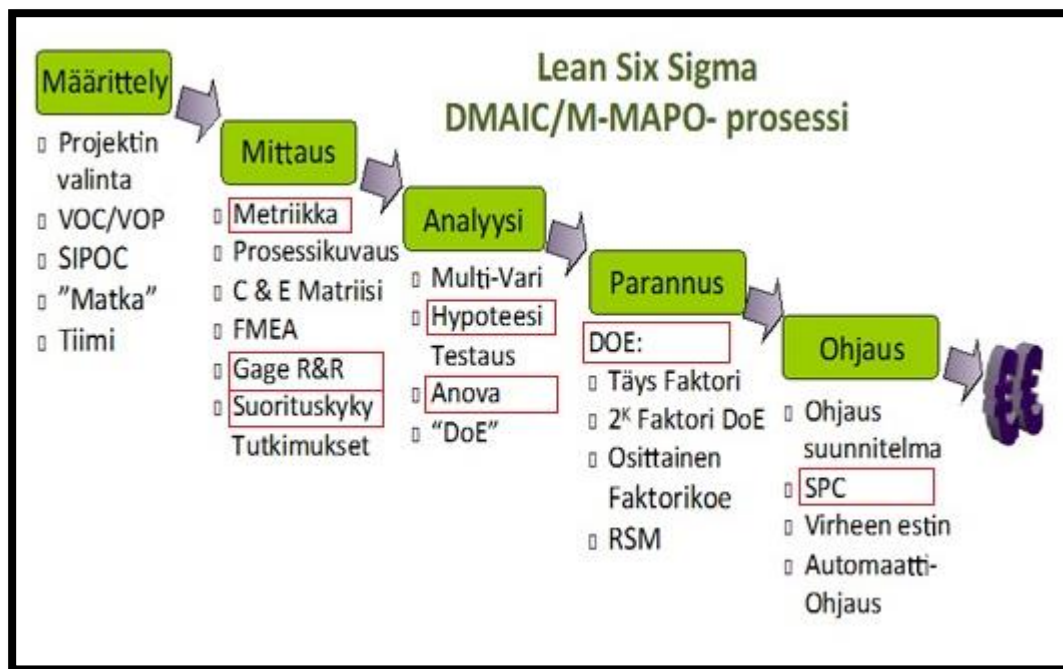 Lean Six Sigma
DMAIC/M-MAPO- prosessi
Määrittely
Projektin
valinta
VOC/VOP
SIPOC
”Matka”
Tiimi
Mittaus
Metriikka
Prosessikuvaus
C & E Matriisi
FMEA
Gage R&R
Suorituskyky
Tutkimukset
Analyysi
Multi-Vari
Hypoteesi
Testaus
Anova
“DoE”
Parannus
DOE:
Täys Faktori
2ᴷ Faktori DoE
Osittainen
Faktorikoe
RSM
Ohjaus
Ohjaus
suunnitelma
SPC
Virheen estin
Automaatti-
Ohjaus
€€